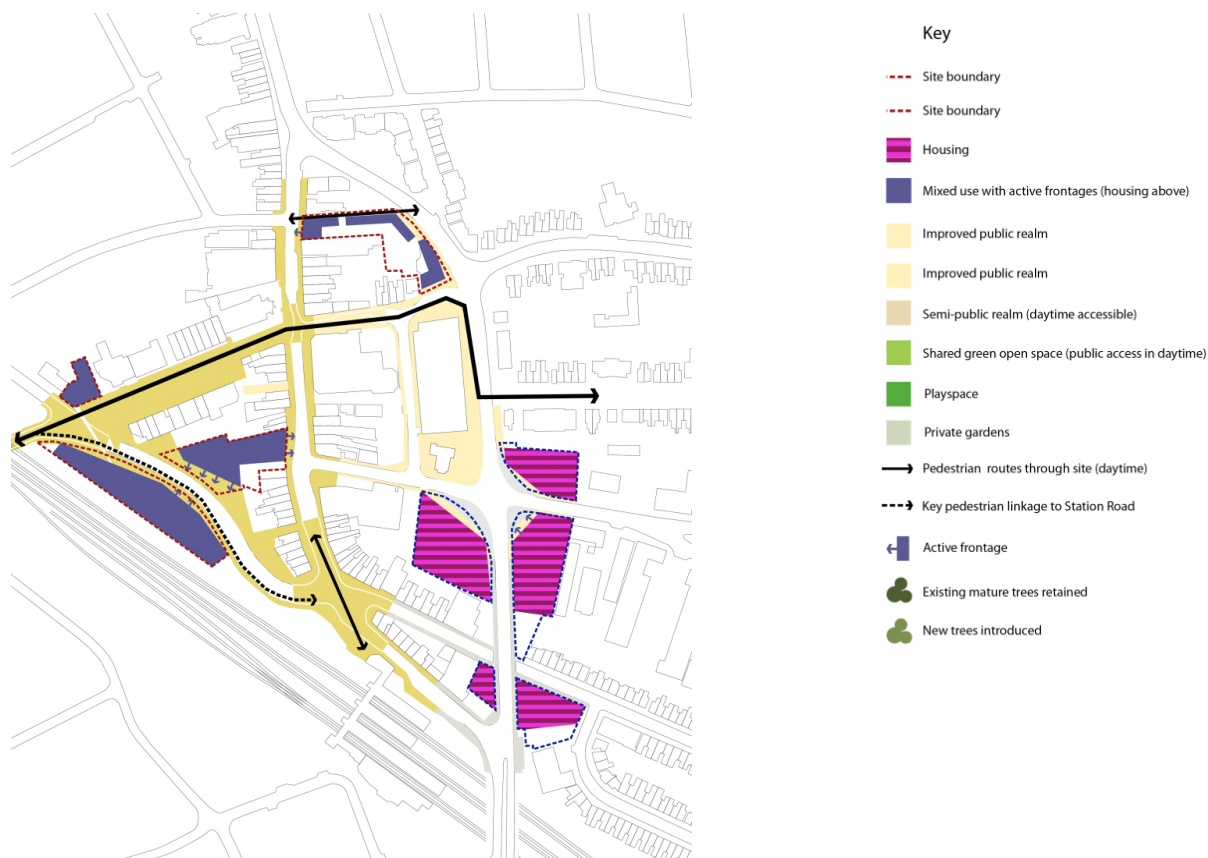 Key
Site boundary
Site boundary
Housing
Mixed use with active frontages (housing above)
Improved public realm
Improved public realm
Semi-public realm (daytime accessible)
Shared green open space (public access in daytime)
Playspace
Private gardens
Pedestrian routes through site (daytime)
Key pedestrian linkage to Station Road
Active frontage
Existing mature trees retained
New trees introduced